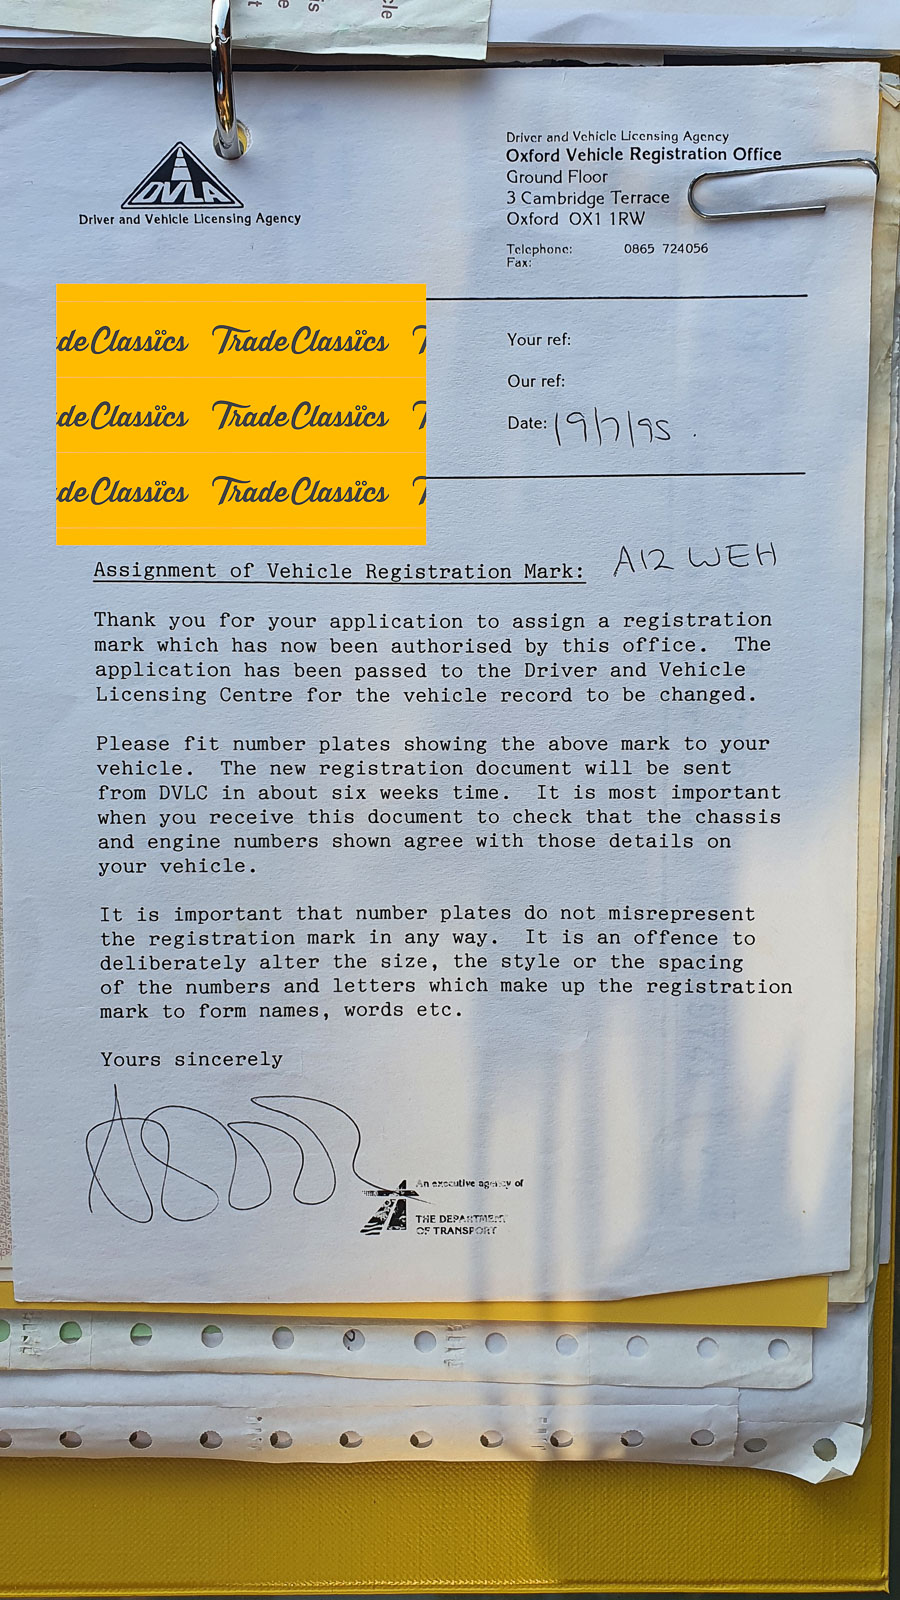 DVLA
Driver and Vehicle Licensing Agency
Driver and Vehicle Licensing Agency
Oxford Vehicle Registration Office
Ground Floor
3 Cambridge Terrace
Oxford OX1 1RW
Telephone: 0865 724056
Fax:
deClassics TradeClassics
deClassics TradeClassics
deClassics TradeClassics
Your ref:
Our ref:
Date: 19/7/95 .
Assignment of Vehicle Registration Mark: A12 WEH
Thank you for your application to assign a registration
mark which has now been authorised by this office. The
application has been passed to the Driver and Vehicle
Licensing Centre for the vehicle record to be changed.
Please fit number plates showing the above mark to your
vehicle. The new registration document will be sent
from DVLC in about six weeks time. It is most important
when you receive this document to check that the chassis
and engine numbers shown agree with those details on
your vehicle.
It is important that number plates do not misrepresent
the registration mark in any way. It is an offence to
deliberately alter the size, the style or the spacing
of the numbers and letters which make up the registration
mark to form names, words etc.
Yours sincerely
An executive agency of
THE DEPARTMENT
OF TRANSPORT